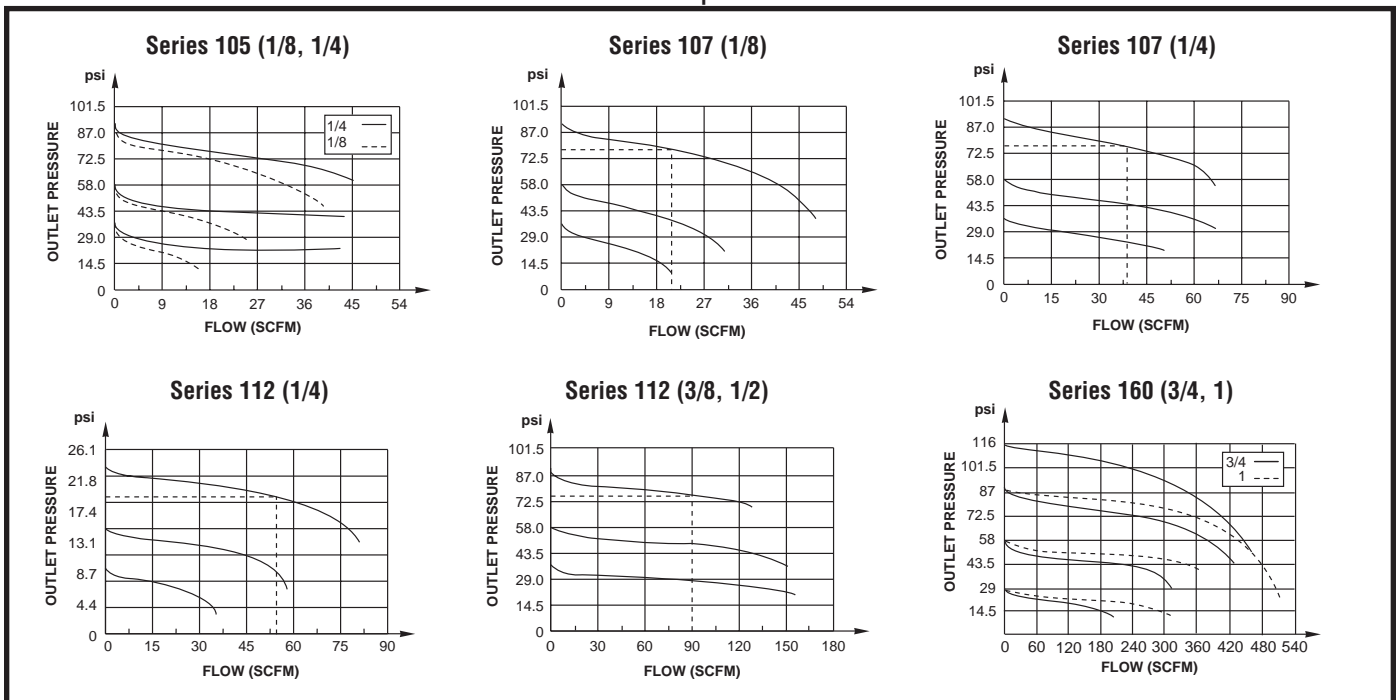 Series 105 (1/8, 1/4)
psi
OUTLET PRESSURE
101.5
87.0
72.5
58.0
43.5
29.0
14.5
0
1/4
1/8
0 9 18 27 36 45 54
FLOW (SCFM)
Series 107 (1/8)
psi
OUTLET PRESSURE
101.5
87.0
72.5
58.0
43.5
29.0
14.5
0
0 9 18 27 36 45 54
FLOW (SCFM)
Series 107 (1/4)
psi
OUTLET PRESSURE
101.5
87.0
72.5
58.0
43.5
29.0
14.5
0
0 15 30 45 60 75 90
FLOW (SCFM)
Series 112 (1/4)
psi
OUTLET PRESSURE
26.1
21.8
17.4
13.1
8.7
4.4
0
0 15 30 45 60 75 90
FLOW (SCFM)
Series 112 (3/8, 1/2)
psi
OUTLET PRESSURE
101.5
87.0
72.5
58.0
43.5
29.0
14.5
0
0 30 60 90 120 150 180
FLOW (SCFM)
Series 160 (3/4, 1)
psi
OUTLET PRESSURE
116
101.5
87
72.5
58
43.5
29
14.5
3/4
1
0 60 120 180 240 300 360 420 480 540
FLOW (SCFM)